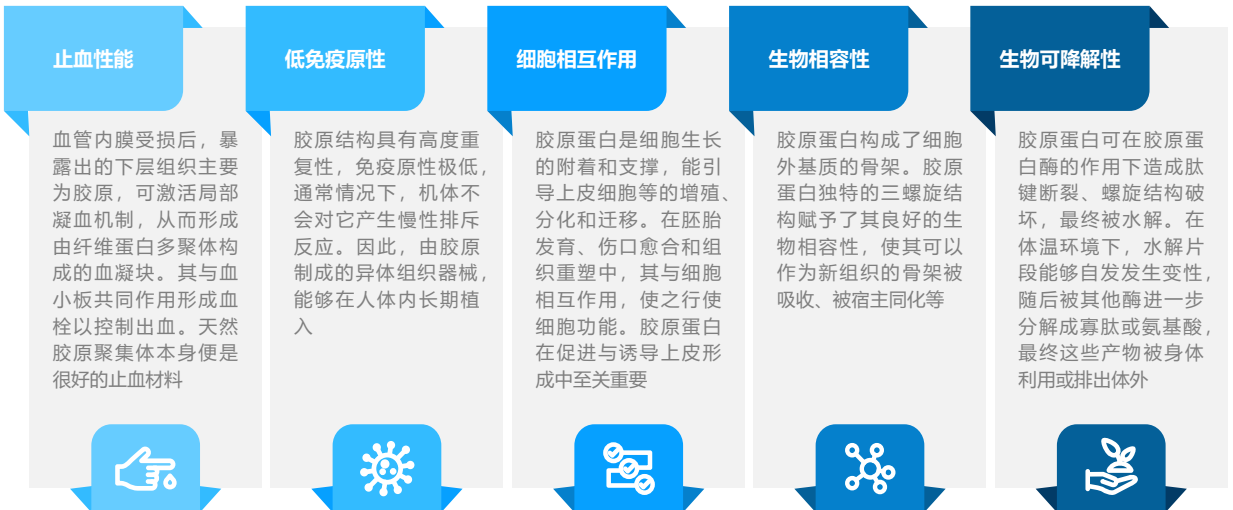 止血性能
血管内膜受损后，暴
露出的下层组织主要
为胶原，可激活局部
凝血机制，从而形成
由纤维蛋白多聚体构
成的血凝块。其与血
小板共同作用形成血
栓以控制出血。天然
胶原聚集体本身便是
很好的止血材料
低免疫原性
胶原结构具有高度重
复性，免疫原性极低，
通常情况下，机体不
会对它产生慢性排斥
反应。因此，由胶原
制成的异体组织器械，
能够在人体内长期植
入
细胞相互作用
胶原蛋白是细胞生长
的附着和支撑，能引
导上皮细胞等的增殖、
分化和迁移。在胚胎
发育、伤口愈合和组
织重塑中，其与细胞
相互作用，使之行使
细胞功能。胶原蛋白
在促进与诱导上皮形
成中至关重要
生物相容性
胶原蛋白构成了细胞
外基质的骨架。胶原
蛋白独特的三螺旋结
构赋予了其良好的生
物相容性，使其可以
作为新组织的骨架被
吸收、被宿主同化等
生物可降解性
胶原蛋白可在胶原蛋
白酶的作用下造成肽
键断裂、螺旋结构破
坏，最终被水解。在
体温环境下，水解片
段能够自发发生变性，
随后被其他酶进一步
分解成寡肽或氨基酸，
最终这些产物被身体
利用或排出体外